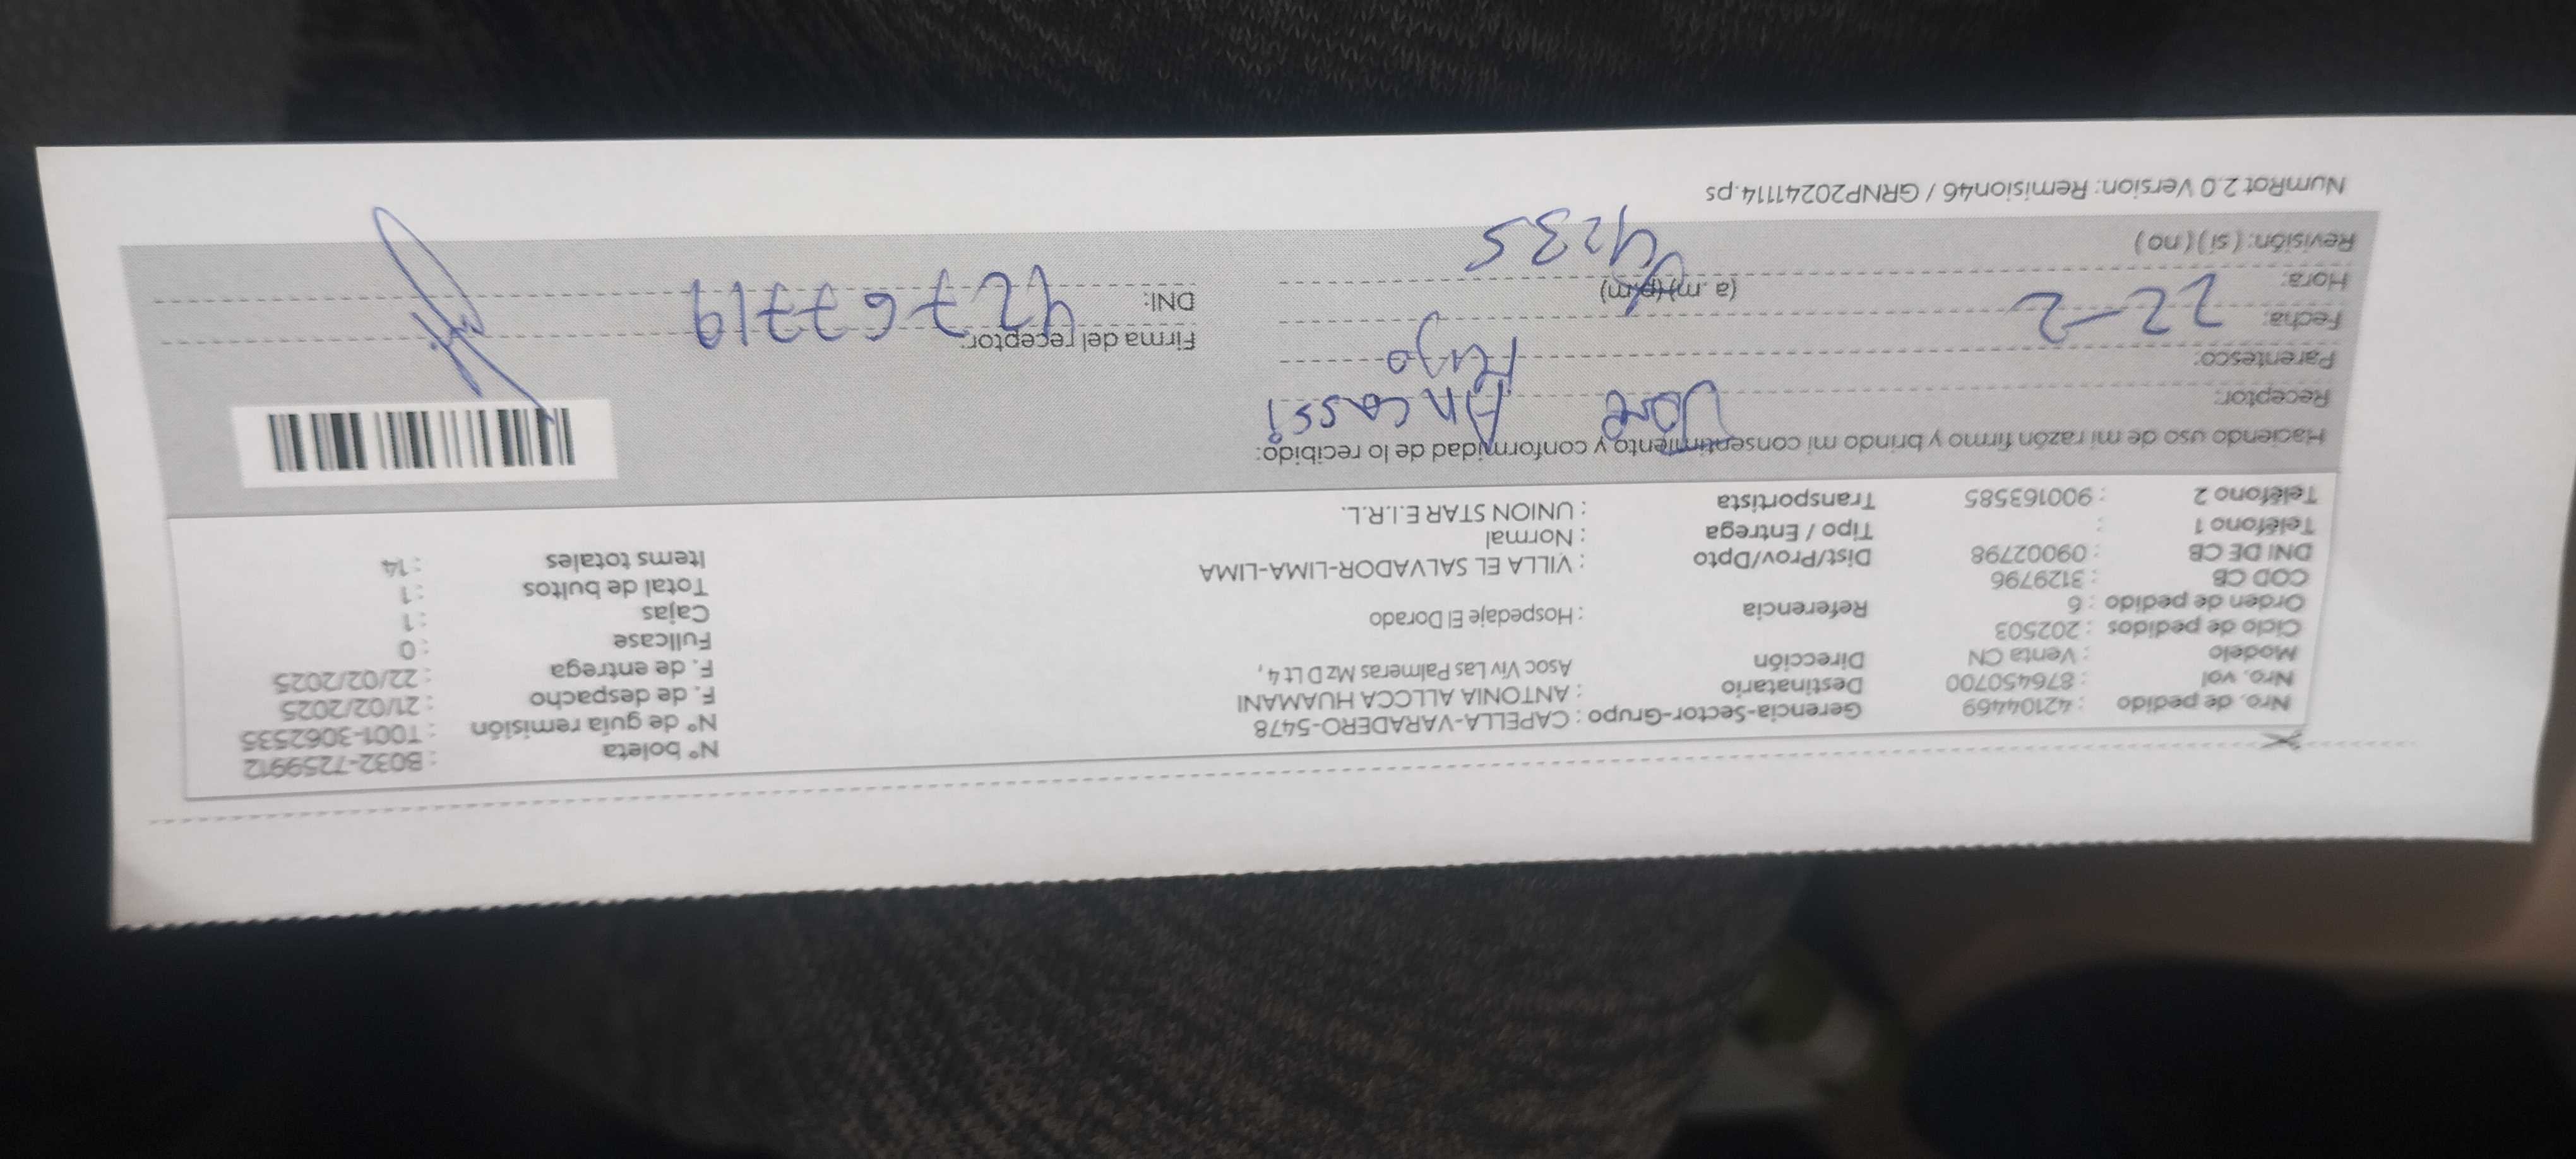 Nro. de pedido : 42104469 Gerencia-Sector-Grupo : CAPELLA-VARADERO-5478 N° boleta : B032-7259912
Nro. vol : 876450700 Destinatario : ANTONIA ALLCCA HUAMANI N° de guía remisión : T001-3062535
Modelo : Venta CN Dirección Asoc Viv Las Palmeras Mz D Lt 4 , F. de despacho : 21/02/2025
Ciclo de pedidos : 202503 F. de entrega : 22/02/2025
Orden de pedido : 6 Referencia : Hospedaje El Dorado Fullcase : 0
COD CB : 3129796 Cajas : 1
DNI DE CB : 09002798 Dist/Prov/Dpto : VILLA EL SALVADOR-LIMA-LIMA Total de bultos : 1
Teléfono 1 : Tipo / Entrega : Normal Items totales : 14
Teléfono 2 : 900163585 Transportista : UNION STAR E.I.R.L.
Haciendo uso de mi razón firmo y brindo mi consentimiento y conformidad de lo recibido:
Receptor: José Ancassi
Parentesco: Hijo
Fecha: 22-2 Firma del receptor:
Hora: (a. m) (p.m) 4:35 DNI: 42767719
Revisión: ( si ) ( no )
NumRot 2.0 Version: Remision46 / GRNP20241114.ps